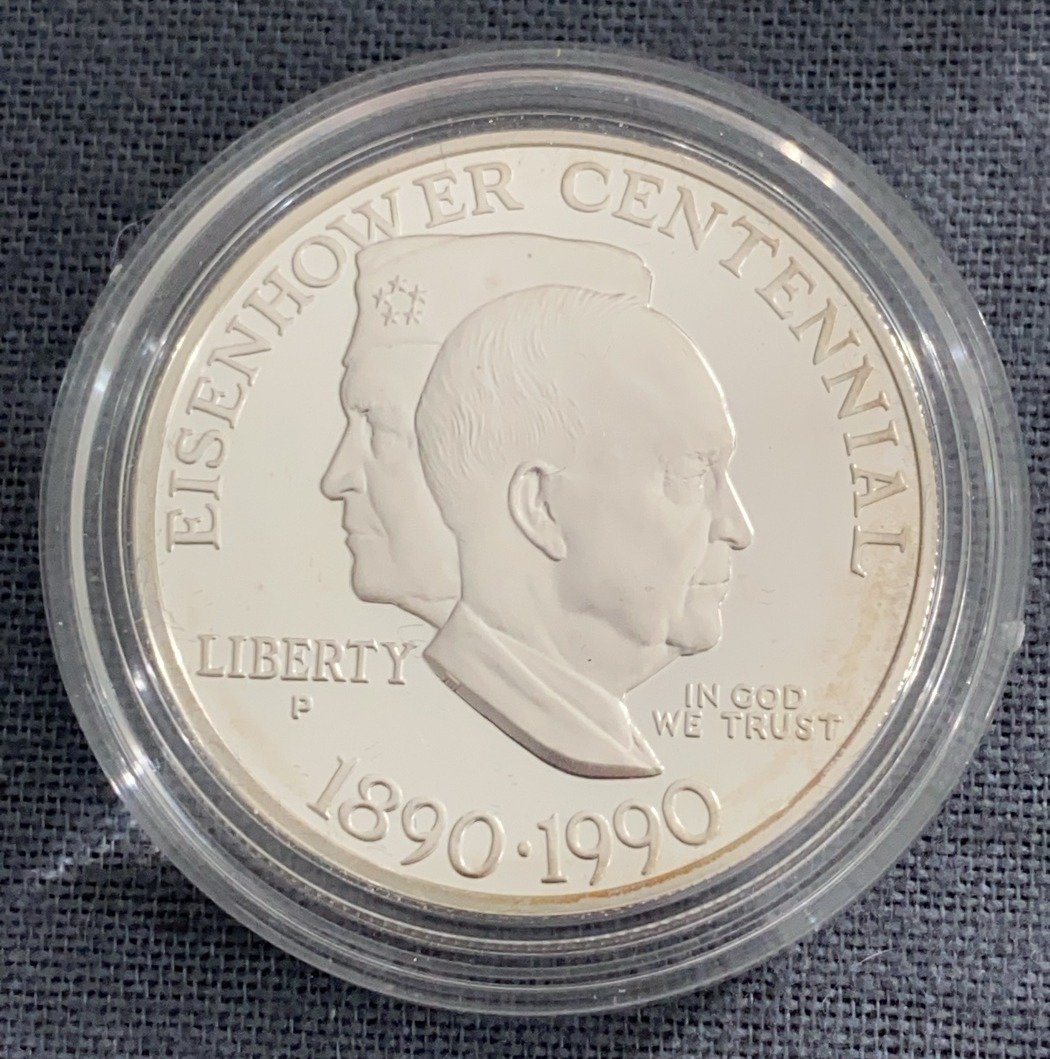 EISENHOWER CENTENNIAL
LIBERTY
P
IN GOD
WE TRUST
1890·1990